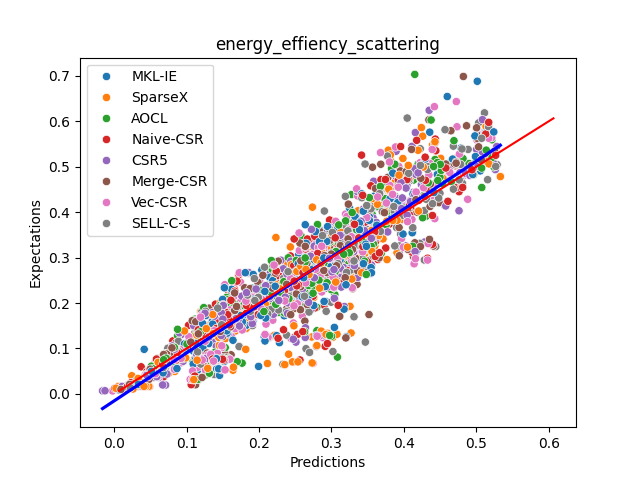 energy_effiency_scattering
0.7
0.6
0.5
0.4
0.3
0.2
0.1
0.0
Expectations
MKL-IE
SparseX
AOCL
Naive-CSR
CSR5
Merge-CSR
Vec-CSR
SELL-C-s
0.0 0.1 0.2 0.3 0.4 0.5 0.6
Predictions